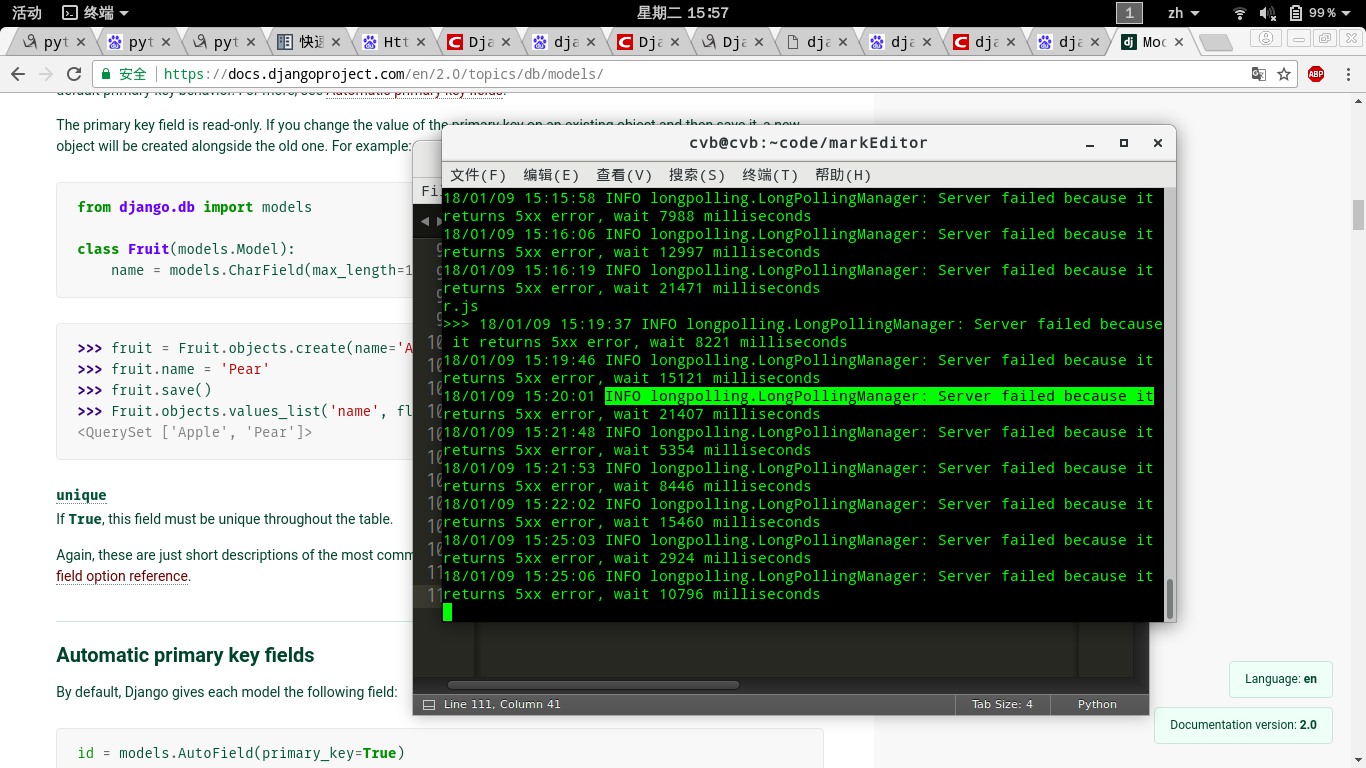 活动 终端 星期二 15:57 1 zh 99%
pyt pyt pyt 快速 Htt Dja dja Dja Dja dja dja dja dja Mod
安全 https://docs.djangoproject.com/en/2.0/topics/db/models/ ABP
default primary-key behavior. For more, see Automatic primary key fields.
The primary key field is read-only. If you change the value of the primary key on an existing object and then save it, a new
object will be created alongside the old one. For example:
from django.db import models
class Fruit(models.Model):
name = models.CharField(max_length=1
>>> fruit = Fruit.objects.create(name='A
>>> fruit.name = 'Pear'
>>> fruit.save()
>>> Fruit.objects.values_list('name', fl
<QuerySet ['Apple', 'Pear']>
unique
If True, this field must be unique throughout the table.
Again, these are just short descriptions of the most comm
field option reference.
Automatic primary key fields
By default, Django gives each model the following field:
id = models.AutoField(primary_key=True)
cvb@cvb:~code/markEditor
文件(F) 编辑(E) 查看(V) 搜索(S) 终端(T) 帮助(H)
18/01/09 15:15:58 INFO longpolling.LongPollingManager: Server failed because it
returns 5xx error, wait 7988 milliseconds
18/01/09 15:16:06 INFO longpolling.LongPollingManager: Server failed because it
returns 5xx error, wait 12997 milliseconds
18/01/09 15:16:19 INFO longpolling.LongPollingManager: Server failed because it
returns 5xx error, wait 21471 milliseconds
r.js
>>> 18/01/09 15:19:37 INFO longpolling.LongPollingManager: Server failed because
it returns 5xx error, wait 8221 milliseconds
18/01/09 15:19:46 INFO longpolling.LongPollingManager: Server failed because it
returns 5xx error, wait 15121 milliseconds
18/01/09 15:20:01 INFO longpolling.LongPollingManager: Server failed because it
returns 5xx error, wait 21407 milliseconds
18/01/09 15:21:48 INFO longpolling.LongPollingManager: Server failed because it
returns 5xx error, wait 5354 milliseconds
18/01/09 15:21:53 INFO longpolling.LongPollingManager: Server failed because it
returns 5xx error, wait 8446 milliseconds
18/01/09 15:22:02 INFO longpolling.LongPollingManager: Server failed because it
returns 5xx error, wait 15460 milliseconds
18/01/09 15:25:03 INFO longpolling.LongPollingManager: Server failed because it
returns 5xx error, wait 2924 milliseconds
18/01/09 15:25:06 INFO longpolling.LongPollingManager: Server failed because it
returns 5xx error, wait 10796 milliseconds
Fi
Line 111, Column 41 Tab Size: 4 Python
Language: en
Documentation version: 2.0